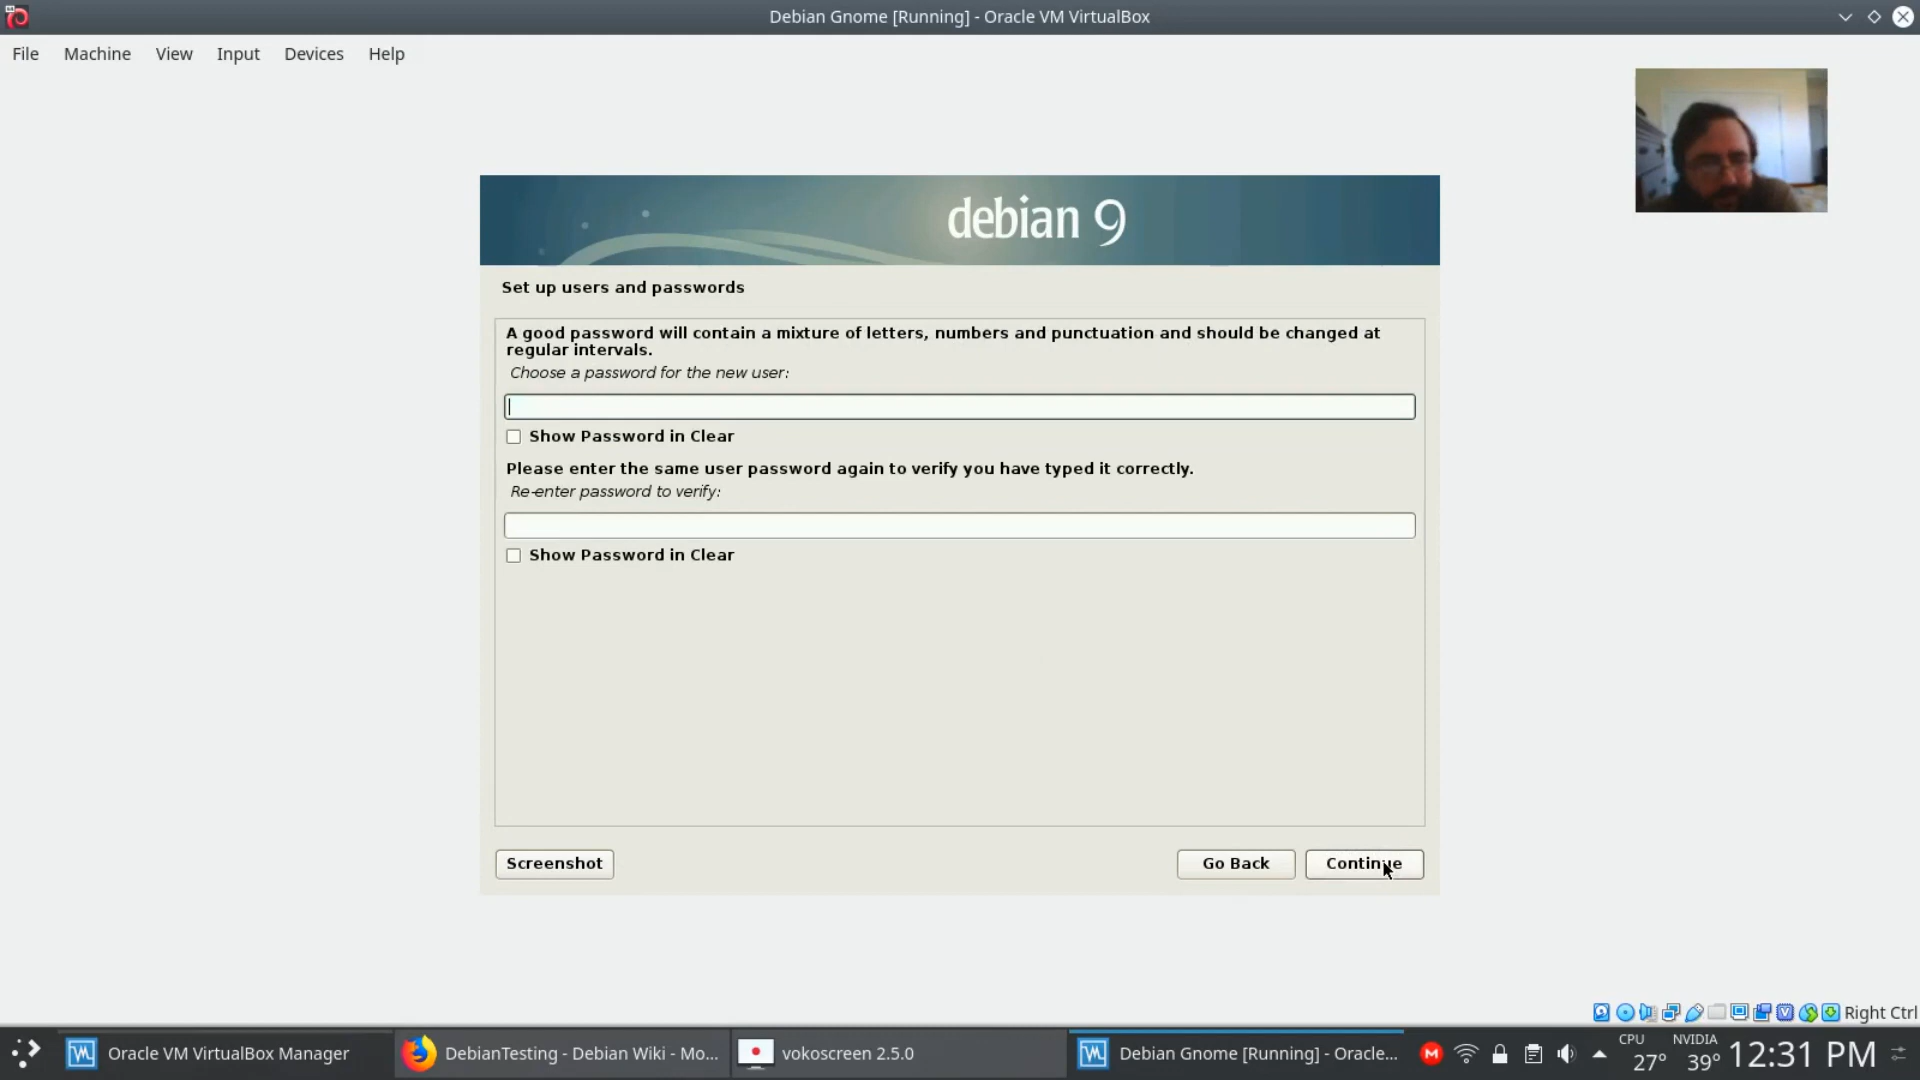 Debian Gnome [Running] - Oracle VM VirtualBox
File Machine View Input Devices Help
debian 9
Set up users and passwords
A good password will contain a mixture of letters, numbers and punctuation and should be changed at
regular intervals.
Choose a password for the new user:
Show Password in Clear
Please enter the same user password again to verify you have typed it correctly.
Re-enter password to verify:
Show Password in Clear
Screenshot
Go Back
Continue
Right Ctrl
Oracle VM VirtualBox Manager
DebianTesting - Debian Wiki - Mo...
vokoscreen 2.5.0
Debian Gnome [Running] - Oracle...
CPU
27°
NVIDIA
39°
12:31 PM